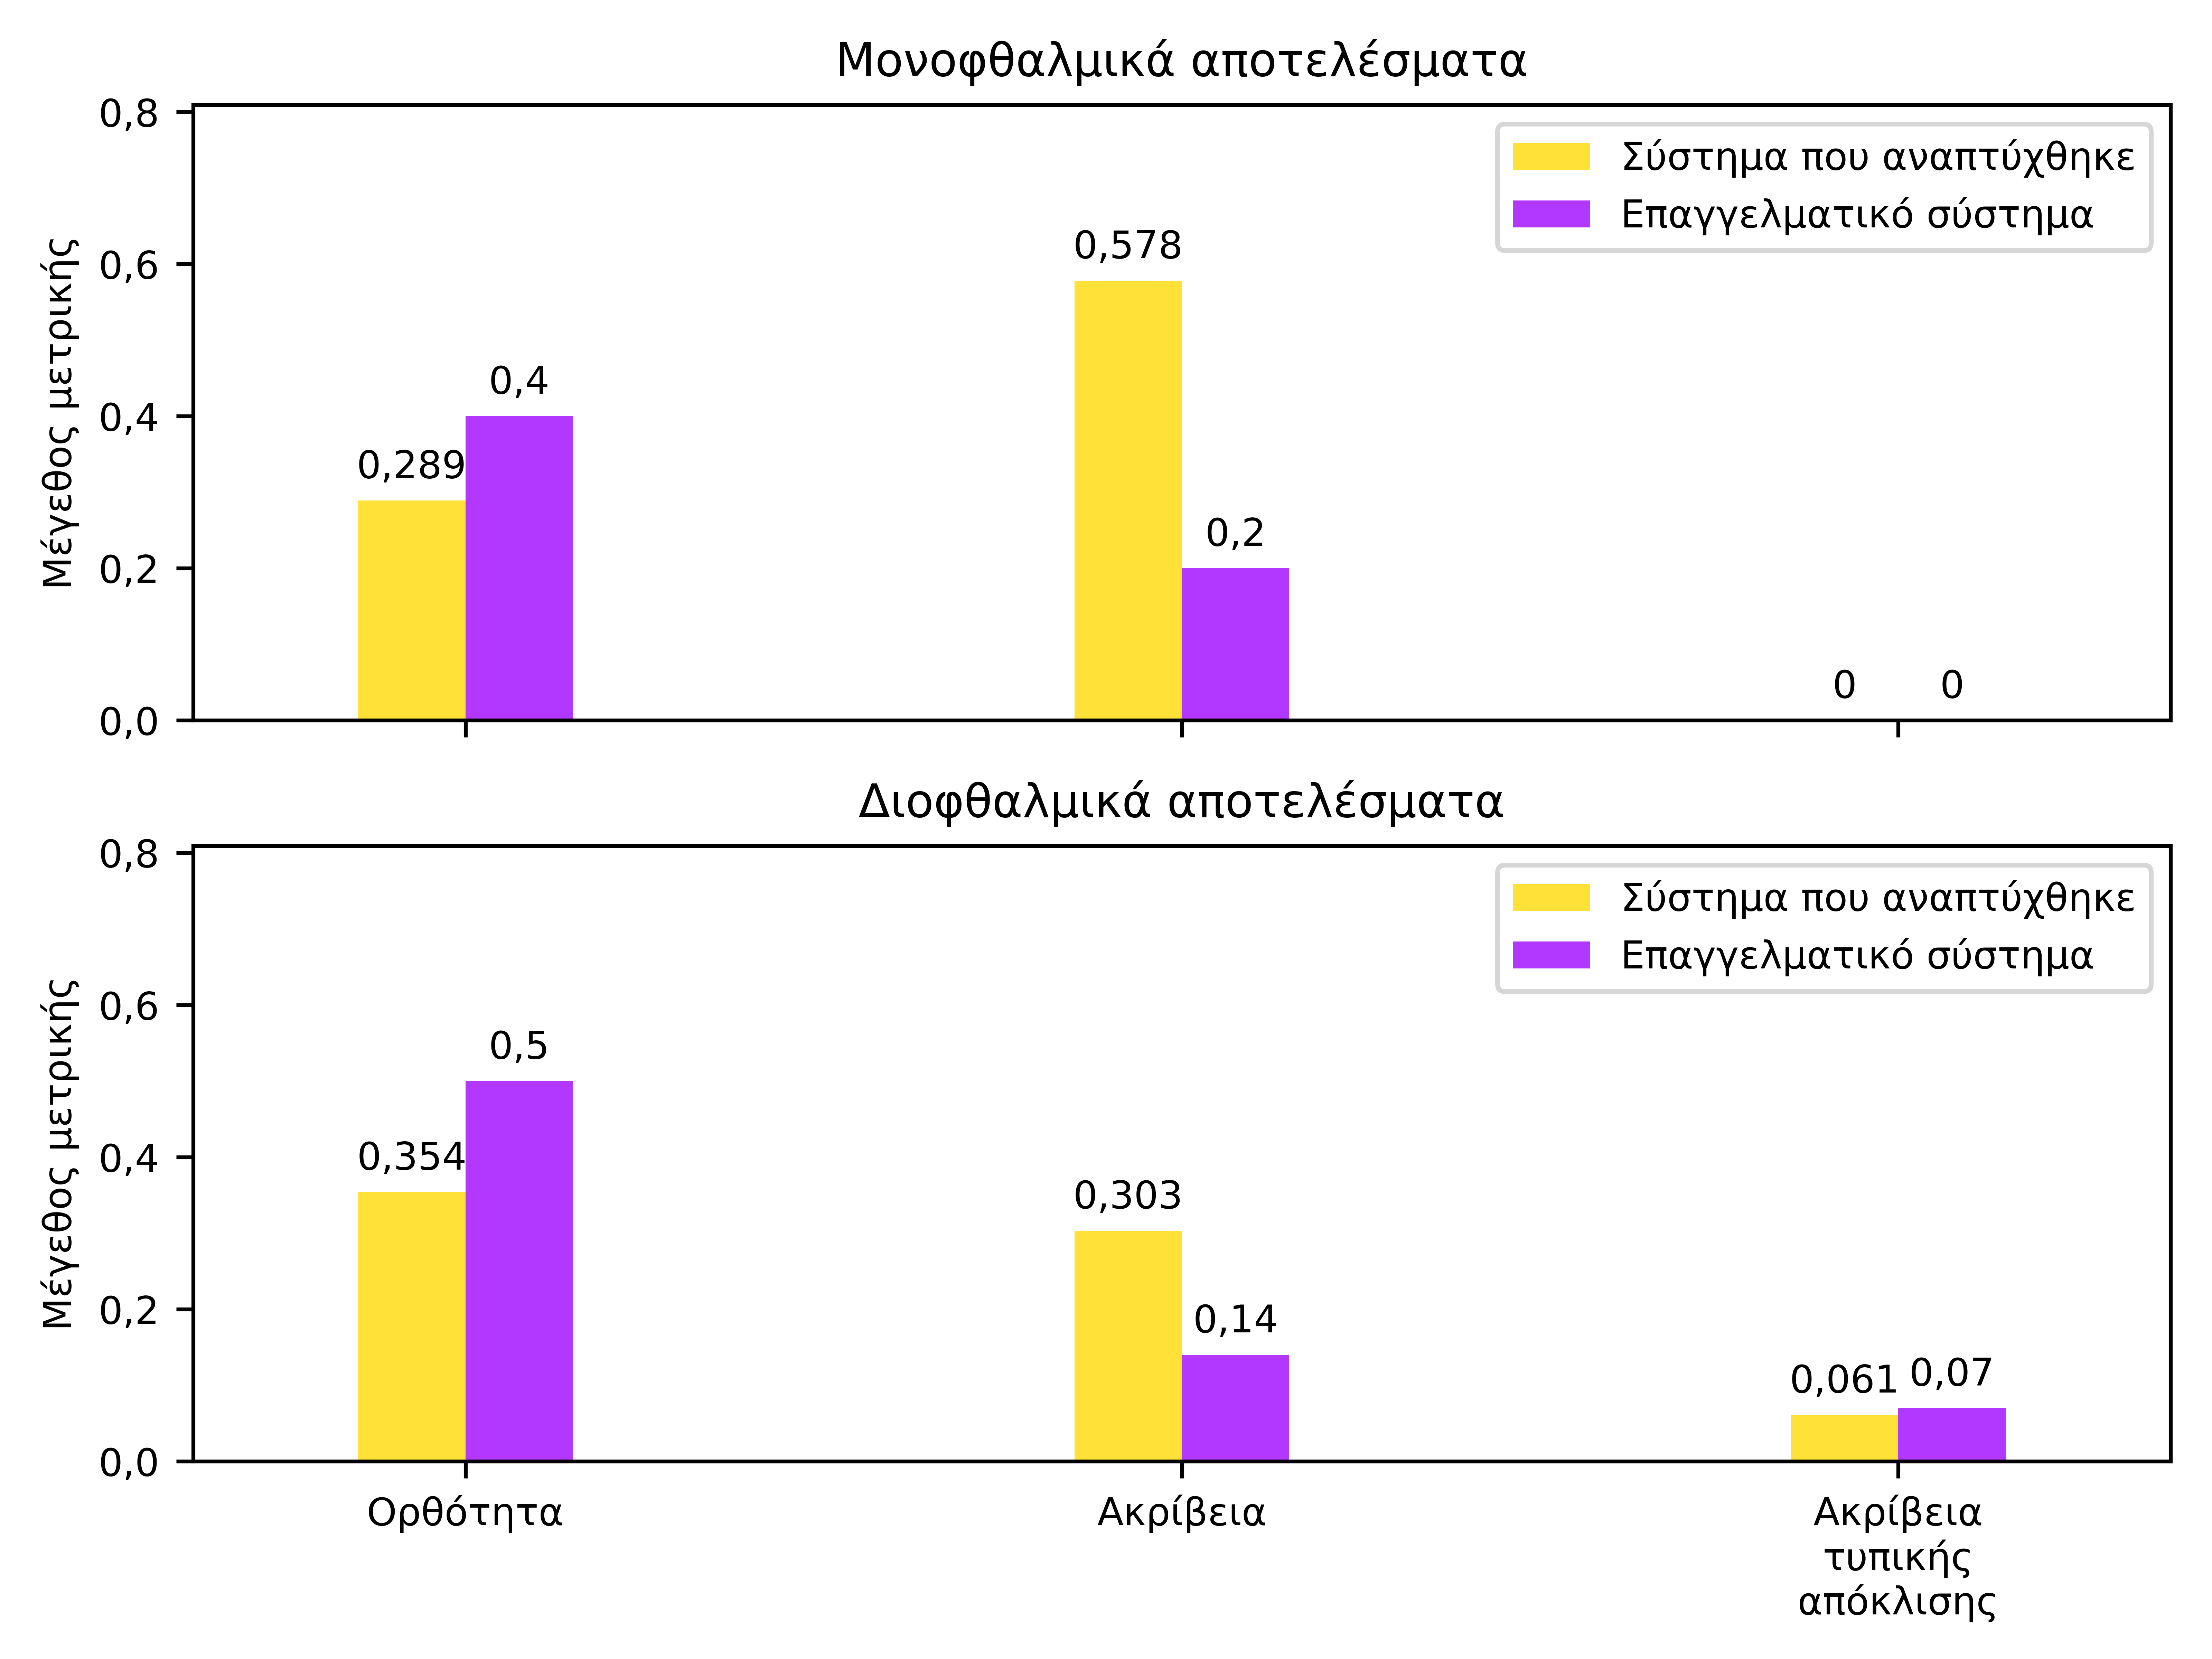 Μονοφθαλμικά αποτελέσματα
Μέγεθος μετρικής
0,8
0,6
0,4
0,2
0,0
Σύστημα που αναπτύχθηκε
Επαγγελματικό σύστημα
0,289
0,4
0,578
0,2
0
0
Διοφθαλμικά αποτελέσματα
Μέγεθος μετρικής
0,8
0,6
0,4
0,2
0,0
Σύστημα που αναπτύχθηκε
Επαγγελματικό σύστημα
0,354
0,5
0,303
0,14
0,061
0,07
Ορθότητα
Ακρίβεια
Ακρίβεια
τυπικής
απόκλισης